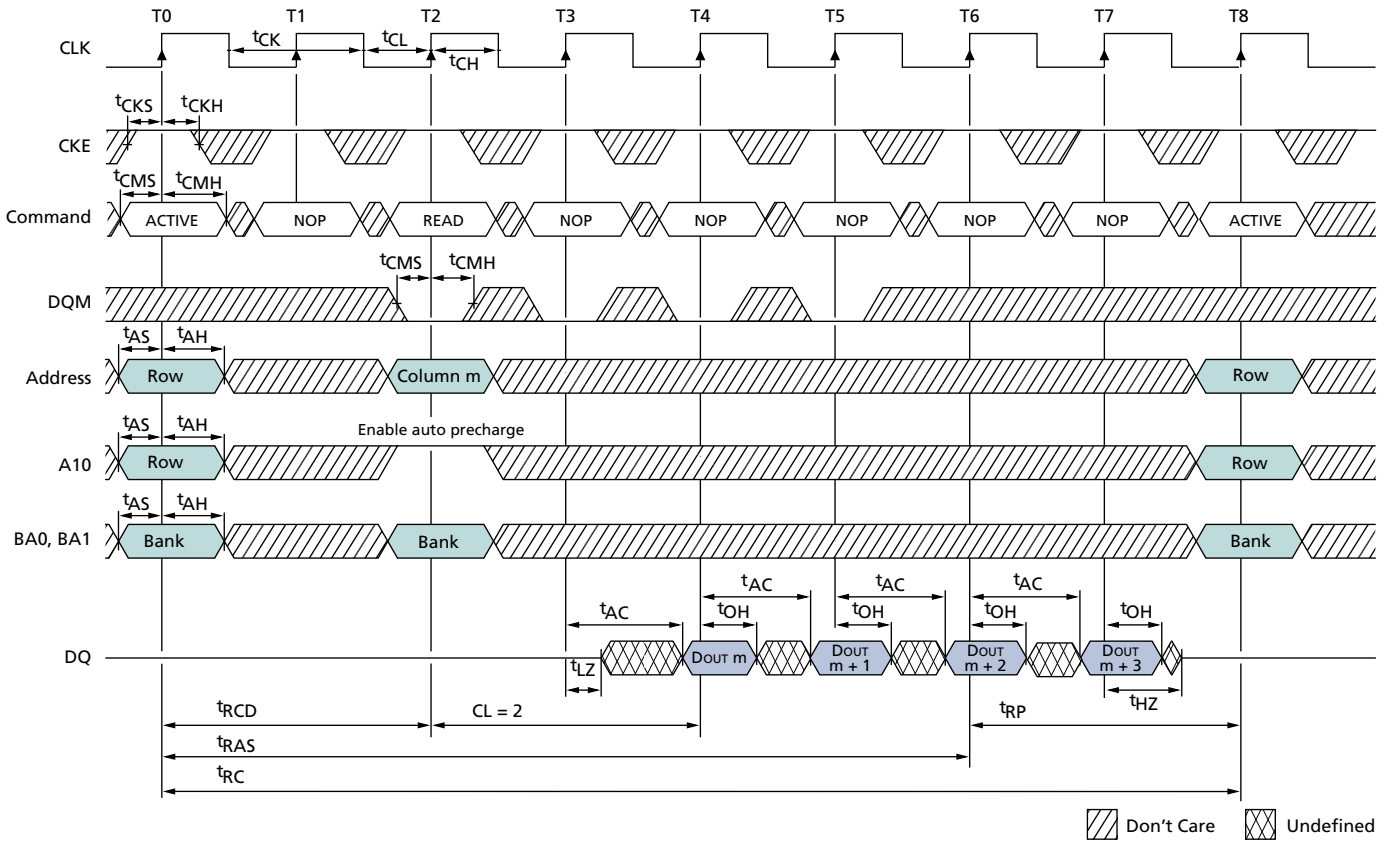 T0 T1 T2 T3 T4 T5 T6 T7 T8
CLK
tCK tCL
tCH
tCKS tCKH
CKE
tCMS tCMH
Command ACTIVE NOP READ NOP NOP NOP NOP NOP ACTIVE
tCMS tCMH
DQM
tAS tAH
Address Row Column m Row
Enable auto precharge
tAS tAH
A10 Row Row
tAS tAH
BA0, BA1 Bank Bank Bank
tAC tAC tAC
tAC tOH tOH tOH tOH
DQ DOUT m DOUT m + 1 DOUT m + 2 DOUT m + 3
tLZ tHZ
tRCD CL = 2 tRP
tRAS
tRC
Don't Care Undefined